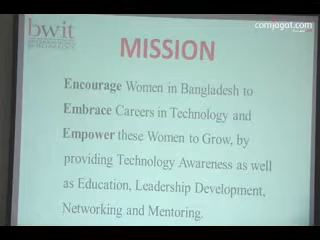 comjagat.com
bwit
MISSION
Encourage Women in Bangladesh to
Embrace Careers in Technology and
Empower these Women to Grow, by
providing Technology Awareness as well
as Education, Leadership Development,
Networking and Mentoring.